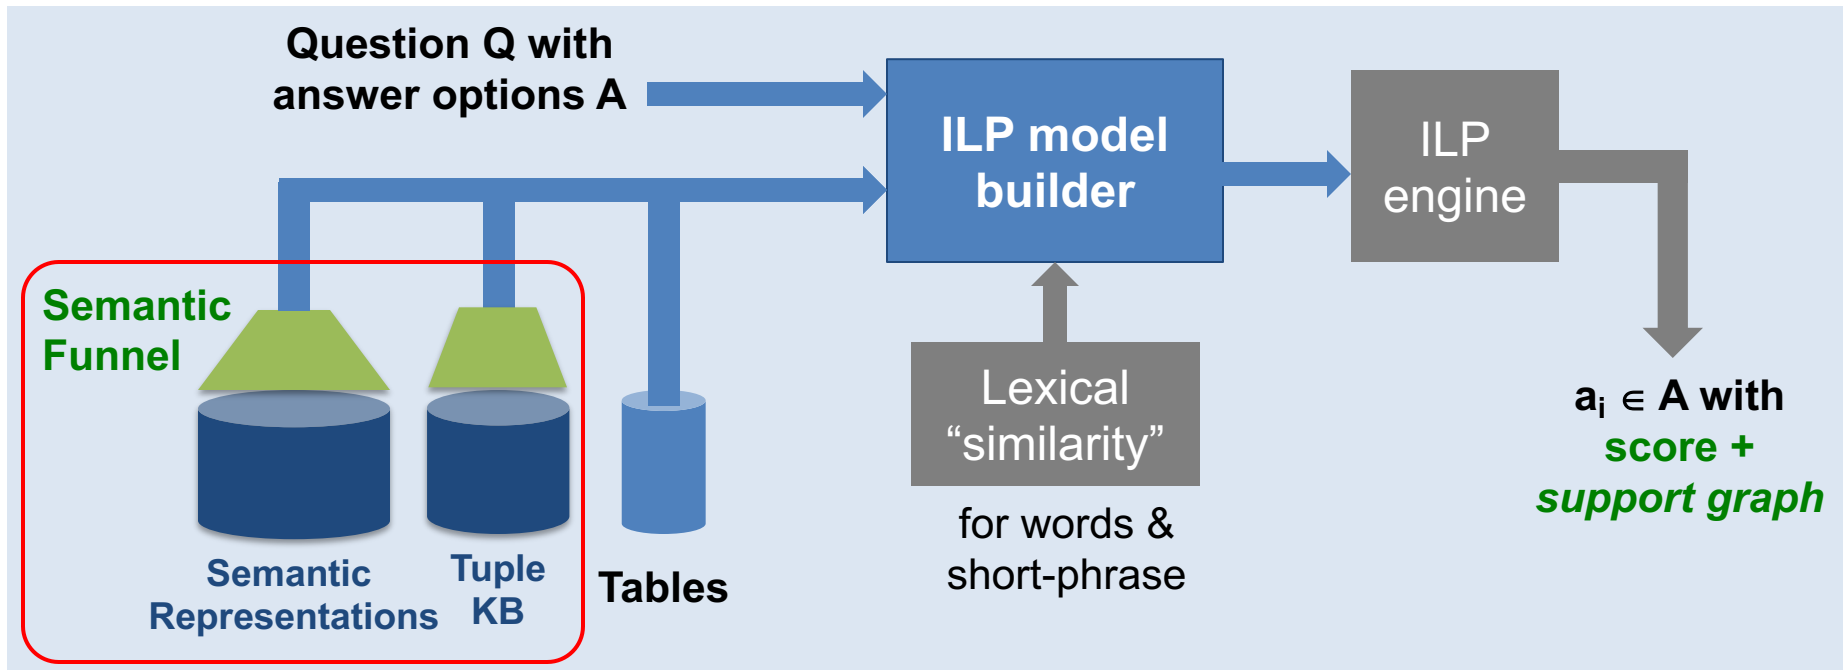 Question Q with
answer options A
ILP model
builder
ILP
engine
Semantic
Funnel
Lexical
“similarity”
for words &
short-phrase
aᵢ ∈ A with
score +
support graph
Semantic
Representations
Tuple
KB
Tables